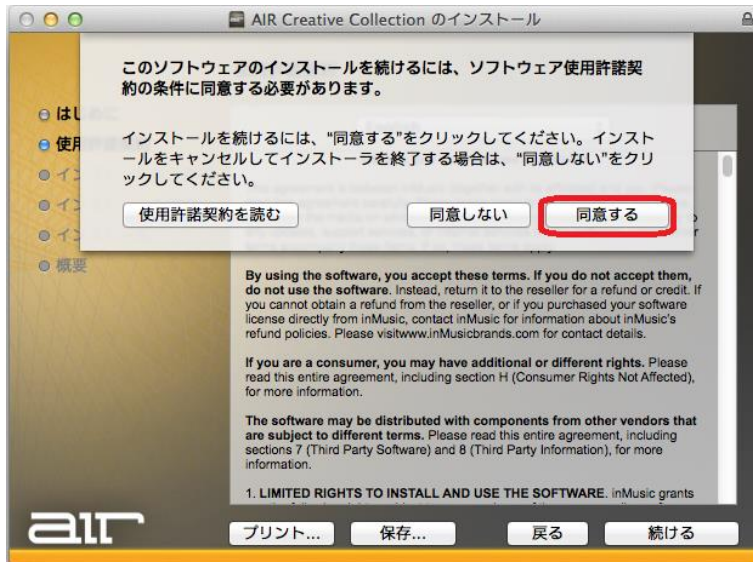 AIR Creative Collection のインストール
このソフトウェアのインストールを続けるには、ソフトウェア使用許諾契
約の条件に同意する必要があります。
インストールを続けるには、“同意する”をクリックしてください。インスト
ールをキャンセルしてインストーラを終了する場合は、“同意しない”をクリ
ックしてください。
使用許諾契約を読む
同意しない
同意する
はじ
使用
概要
By using the software, you accept these terms. If you do not accept them,
do not use the software. Instead, return it to the reseller for a refund or credit. If
you cannot obtain a refund from the reseller, or if you purchased your software
license directly from inMusic, contact inMusic for information about inMusic's
refund policies. Please visitwww.inMusicbrands.com for contact details.
If you are a consumer, you may have additional or different rights. Please
read this entire agreement, including section H (Consumer Rights Not Affected),
for more information.
The software may be distributed with components from other vendors that
are subject to different terms. Please read this entire agreement, including
sections 7 (Third Party Software) and 8 (Third Party Information), for more
information.
1. LIMITED RIGHTS TO INSTALL AND USE THE SOFTWARE. inMusic grants
air
プリント...
保存...
戻る
続ける